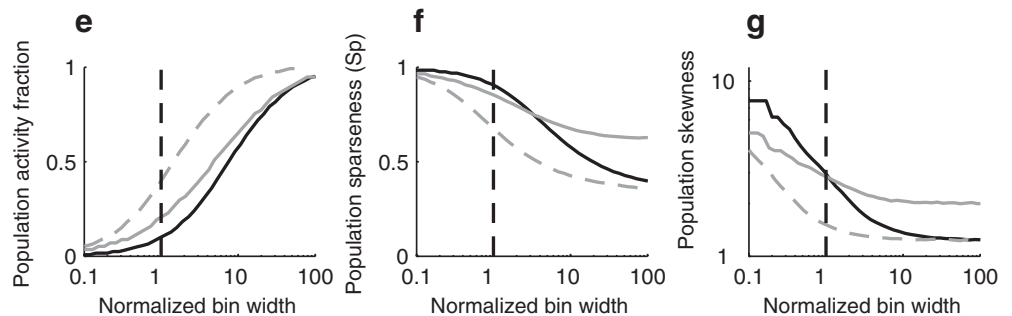 e
Population activity fraction
1
0.5
0
0.1
1
10
100
Normalized bin width
f
Population sparseness (Sp)
1
0.5
0
0.1
1
10
100
Normalized bin width
g
Population skewness
10
1
0.1
1
10
100
Normalized bin width